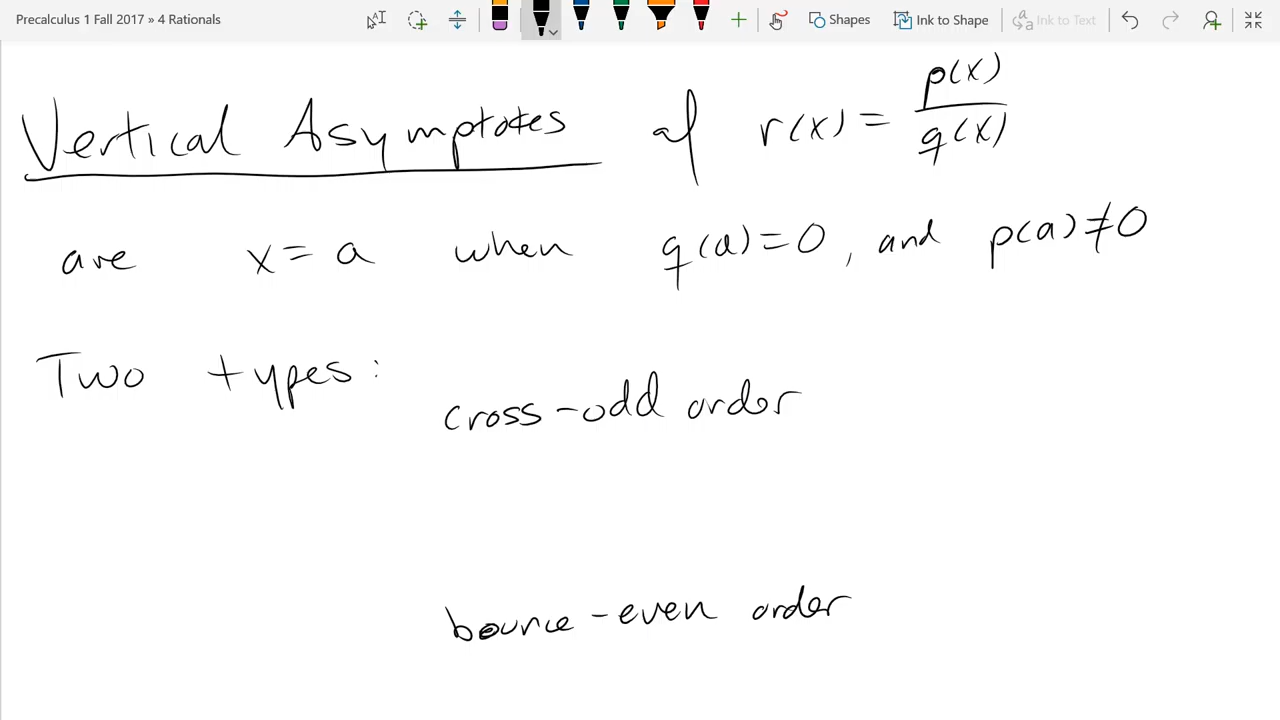 Precalculus 1 Fall 2017 » 4 Rationals
Shapes
Ink to Shape
Ink to Text
Vertical Asymptotes of r(x) = p(x)/q(x)
are x = a when q(a) = 0, and p(a) ≠ 0
Two types:
cross - odd order
bounce - even order